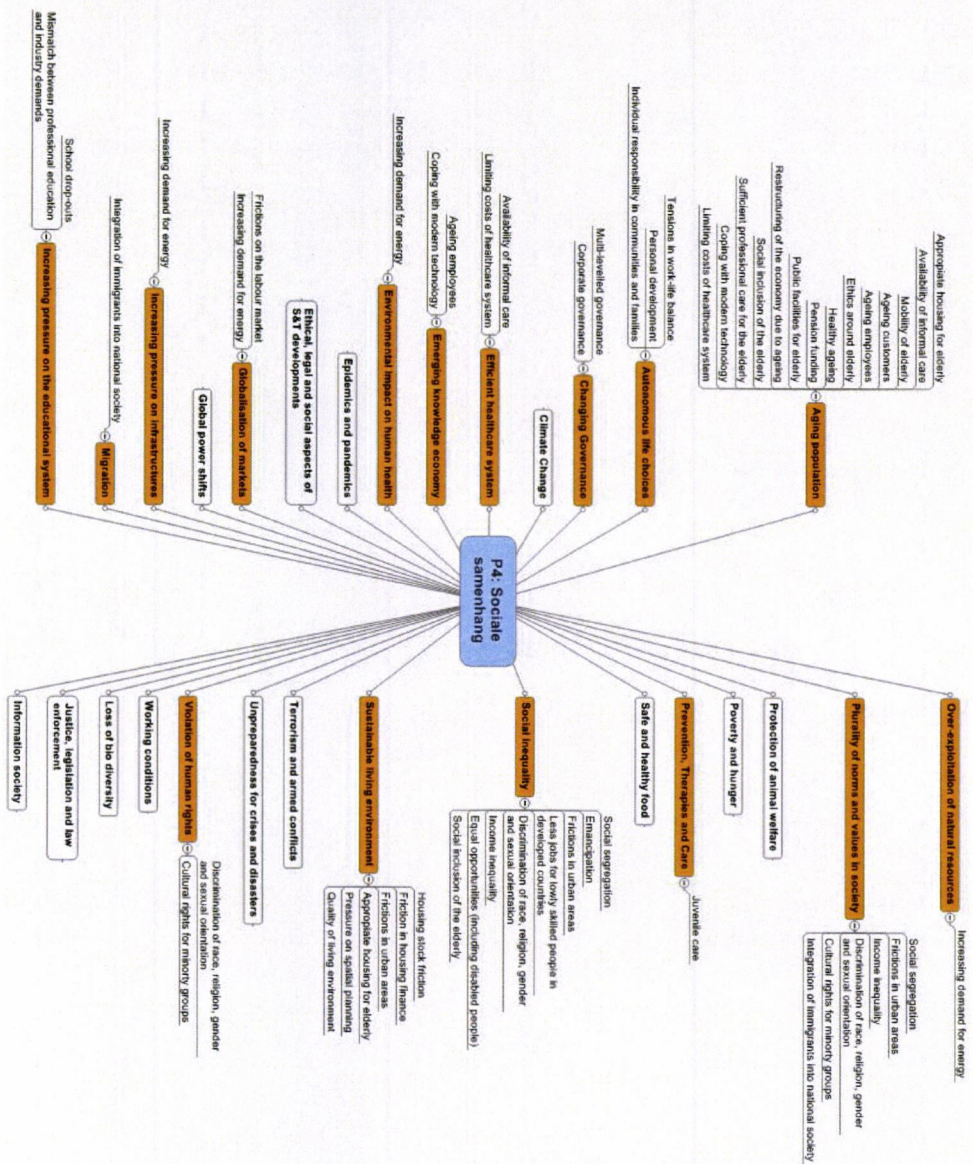 P4: Sociale
samenhang
Appropiate housing for elderly
Availability of informal care
Mobility of elderly
Ageing customers
Ageing employees
Ethics around elderly
Healthy ageing
Pension funding
Public facilities for elderly
Restructuring of the economy due to ageing
Social inclusion of the elderly
Sufficient professional care for the elderly
Coping with modern technology
Limiting costs of healthcare system
Aging population
Tensions in work-life balance
Personal development
Individual responsibility in communities and families
Autonomous life choices
Multi-levelled governance
Corporate governance
Changing Governance
Climate Change
Availability of informal care
Limiting costs of healthcare system
Efficient healthcare system
Ageing employees
Coping with modern technology
Emerging knowledge economy
Increasing demand for energy
Environmental impact on human health
Epidemics and pandemics
Ethical, legal and social aspects of
S&T developments
Frictions on the labour market
Increasing demand for energy
Globalisation of markets
Global power shifts
Increasing demand for energy
Increasing pressure on infrastructures
Integration of immigrants into national society
Migration
School drop-outs
Mismatch between professional education
and industry demands
Increasing pressure on the educational system
Over-exploitation of natural resources
Increasing demand for energy
Plurality of norms and values in society
Social segregation
Frictions in urban areas
Income inequality
Discrimination of race, religion, gender
and sexual orientation
Cultural rights for minorty groups
Integration of immigrants into national society
Protection of animal welfare
Poverty and hunger
Prevention, Therapies and Care
Juvenile care
Safe and healthy food
Social inequality
Social segregation
Emancipation
Frictions in urban areas
Less jobs for lowly skilled people in
developed countries
Discrimination of race, religion, gender
and sexual orientation
Income inequality
Equal opportunities (including disabled people)
Social inclusion of the elderly
Sustainable living environment
Housing stock friction
Friction in housing finance
Frictions in urban areas
Appropiate housing for elderly
Pressure on spatial planning
Quality of living environment
Terrorism and armed conflicts
Unpreparedness for crises and disasters
Violation of human rights
Discrimination of race, religion, gender
and sexual orientation
Cultural rights for minorty groups
Working conditions
Loss of bio diversity
Justice, legislation and law
enforcement
Information society